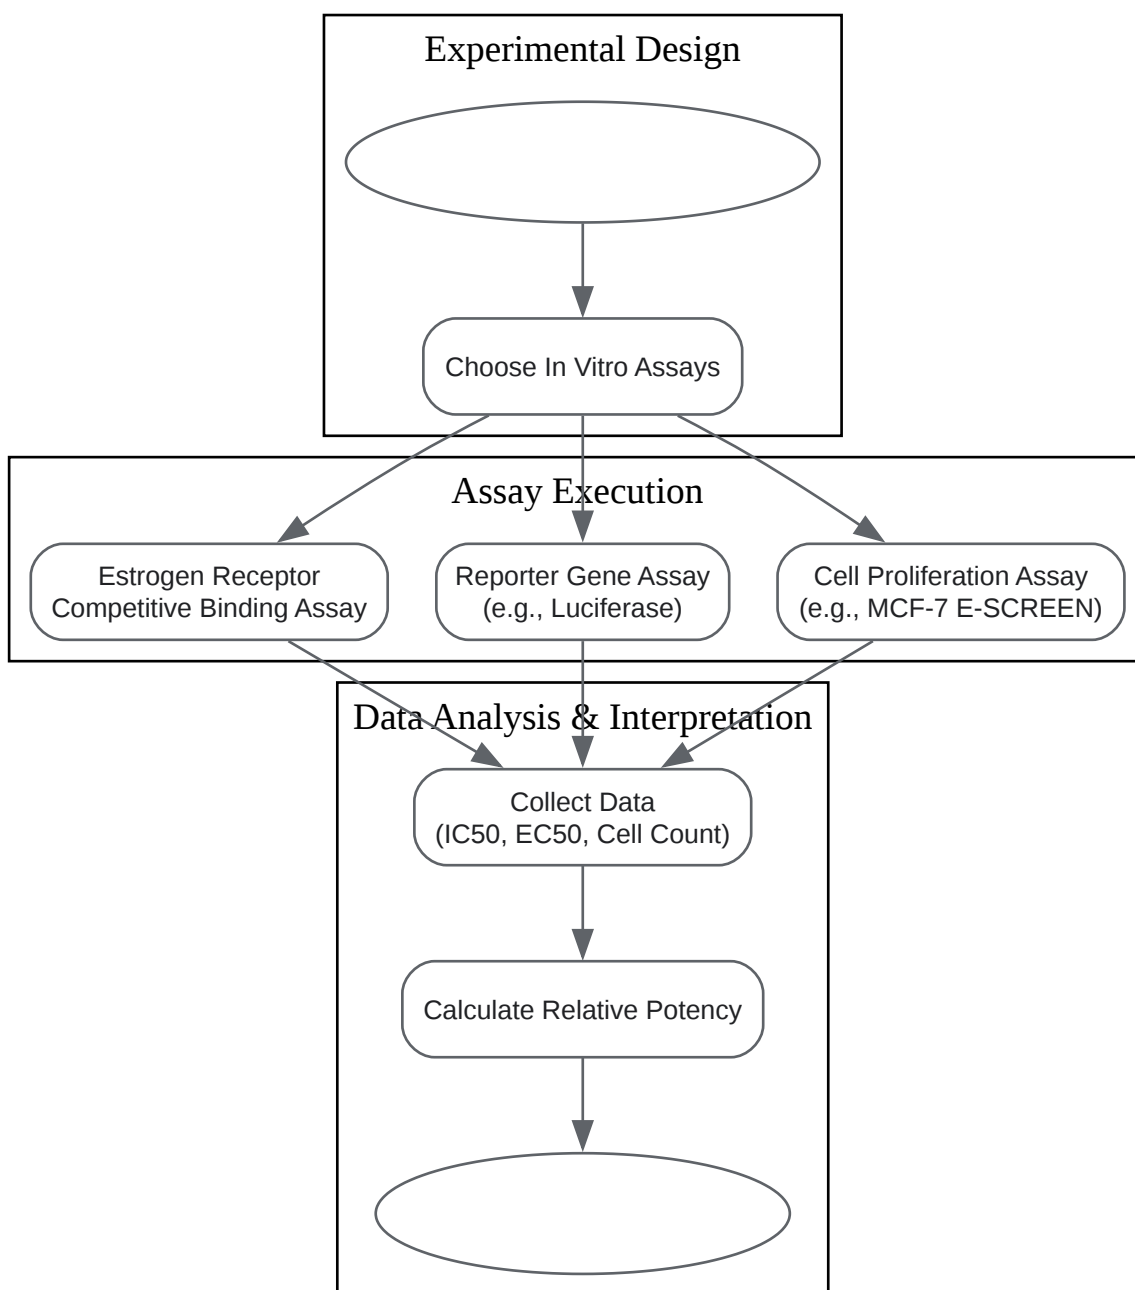 Experimental Design
Choose In Vitro Assays
Assay Execution
Estrogen Receptor
Competitive Binding Assay
Reporter Gene Assay
(e.g., Luciferase)
Cell Proliferation Assay
(e.g., MCF-7 E-SCREEN)
Data Analysis & Interpretation
Collect Data
(IC50, EC50, Cell Count)
Calculate Relative Potency